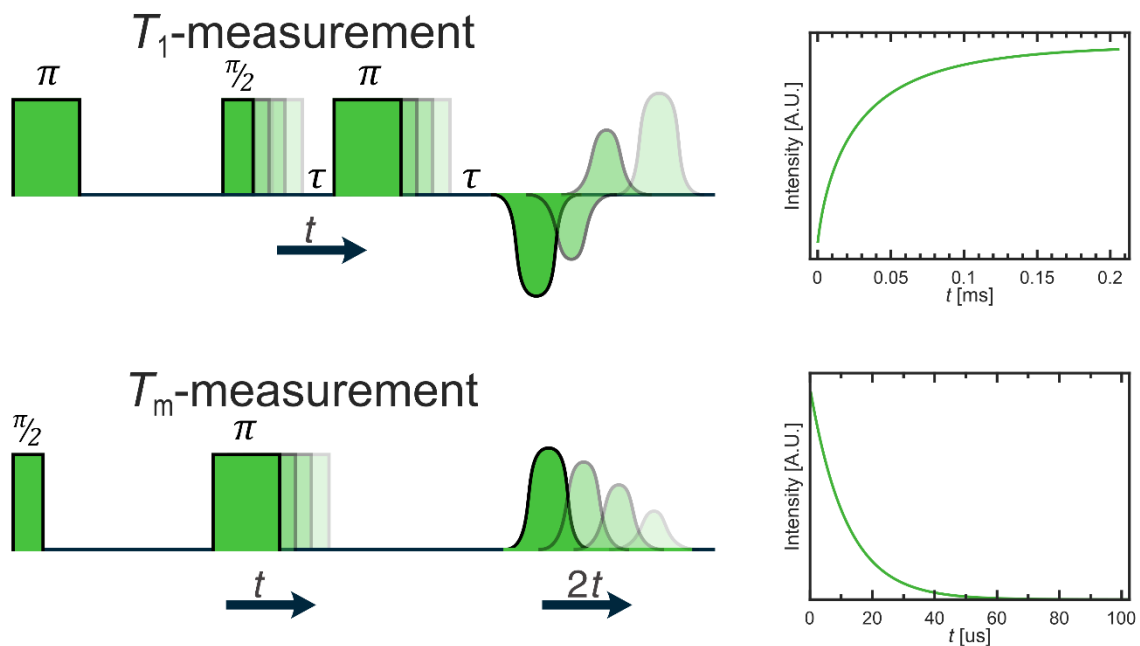 T1-measurement
π
π/2
π
τ
τ
t
Intensity [A.U.]
0
0.05
0.1
0.15
0.2
t [ms]
Tm-measurement
π/2
π
t
2t
Intensity [A.U.]
0
20
40
60
80
100
t [us]